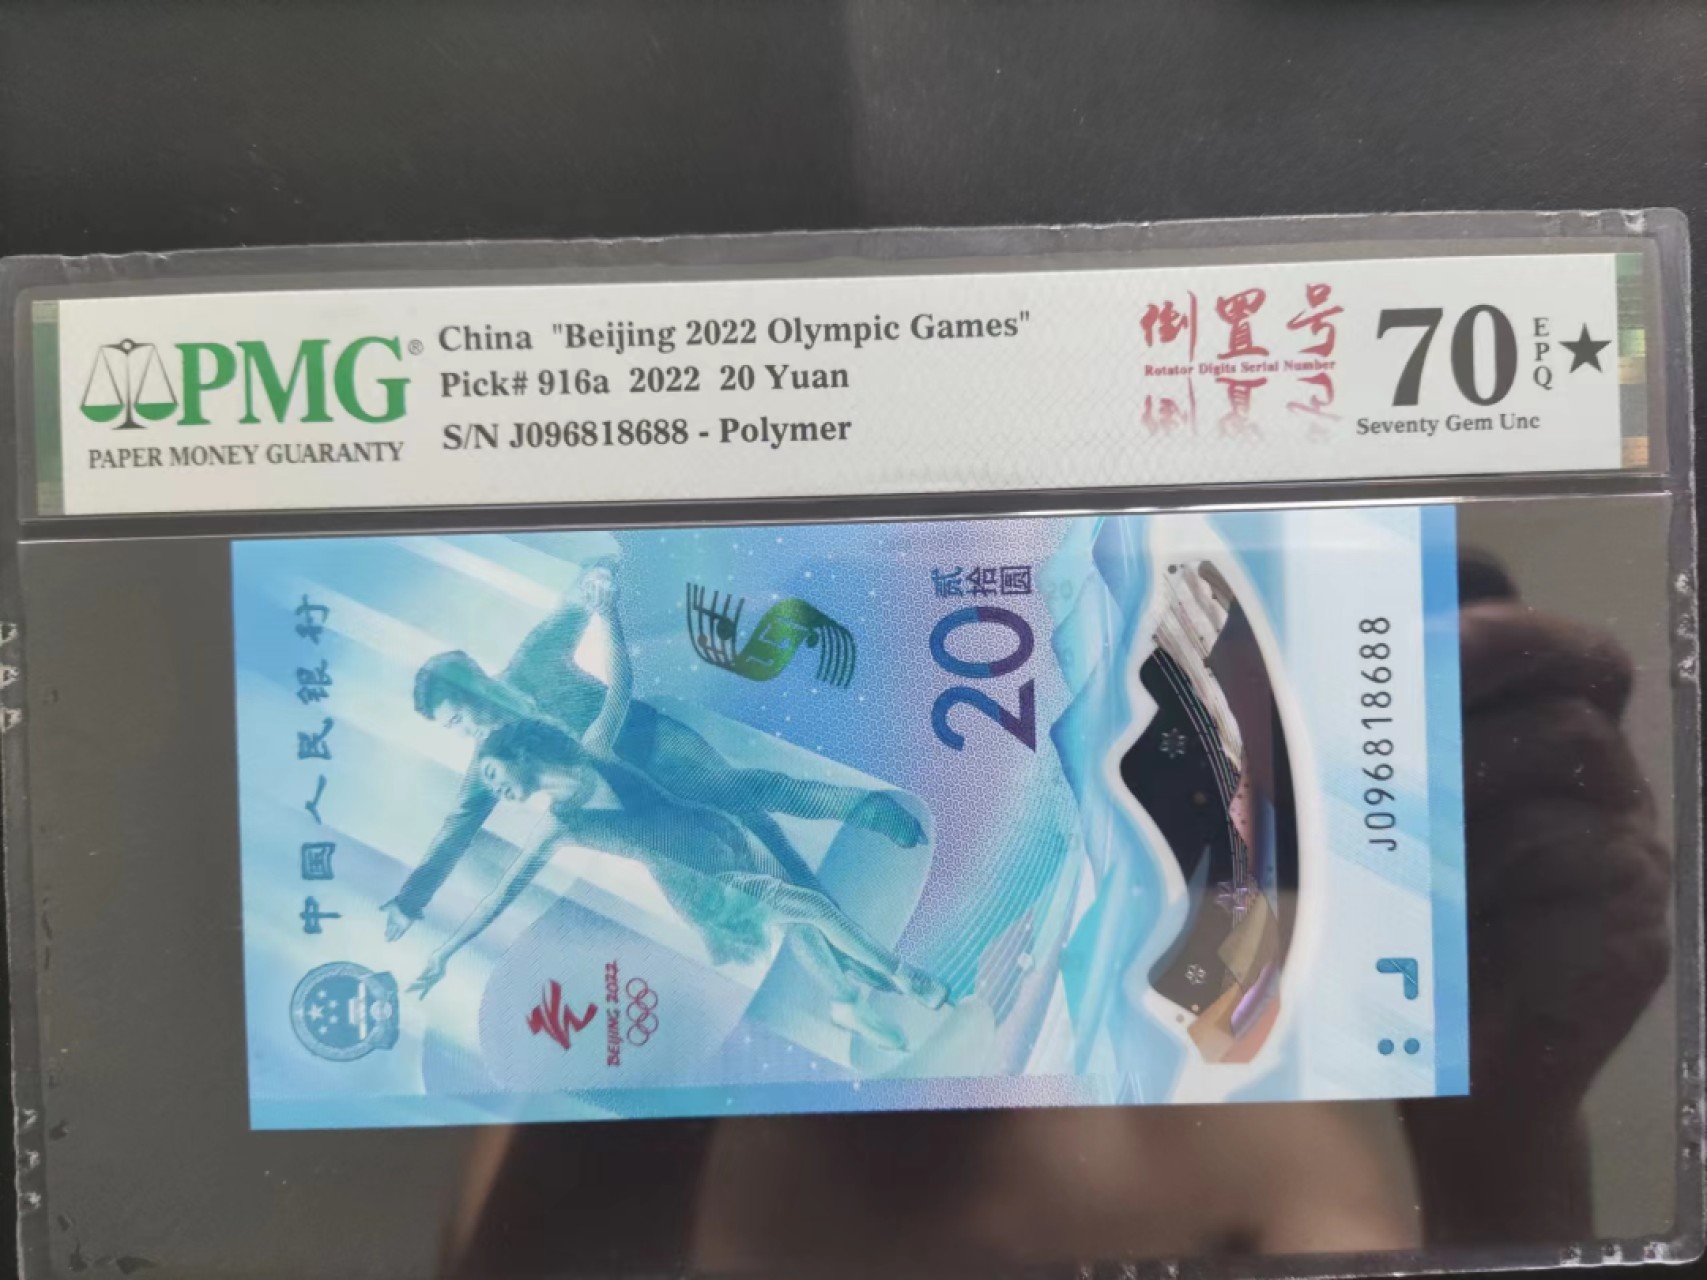 PMG®
PAPER MONEY GUARANTY
China "Beijing 2022 Olympic Games"
Pick# 916a 2022 20 Yuan
S/N J096818688 - Polymer
倒置号
Rotator Digits Serial Number
70
EPQ
★
Seventy Gem Unc
中国人民银行
贰拾圆
20
BEIJING 2022
J096818688